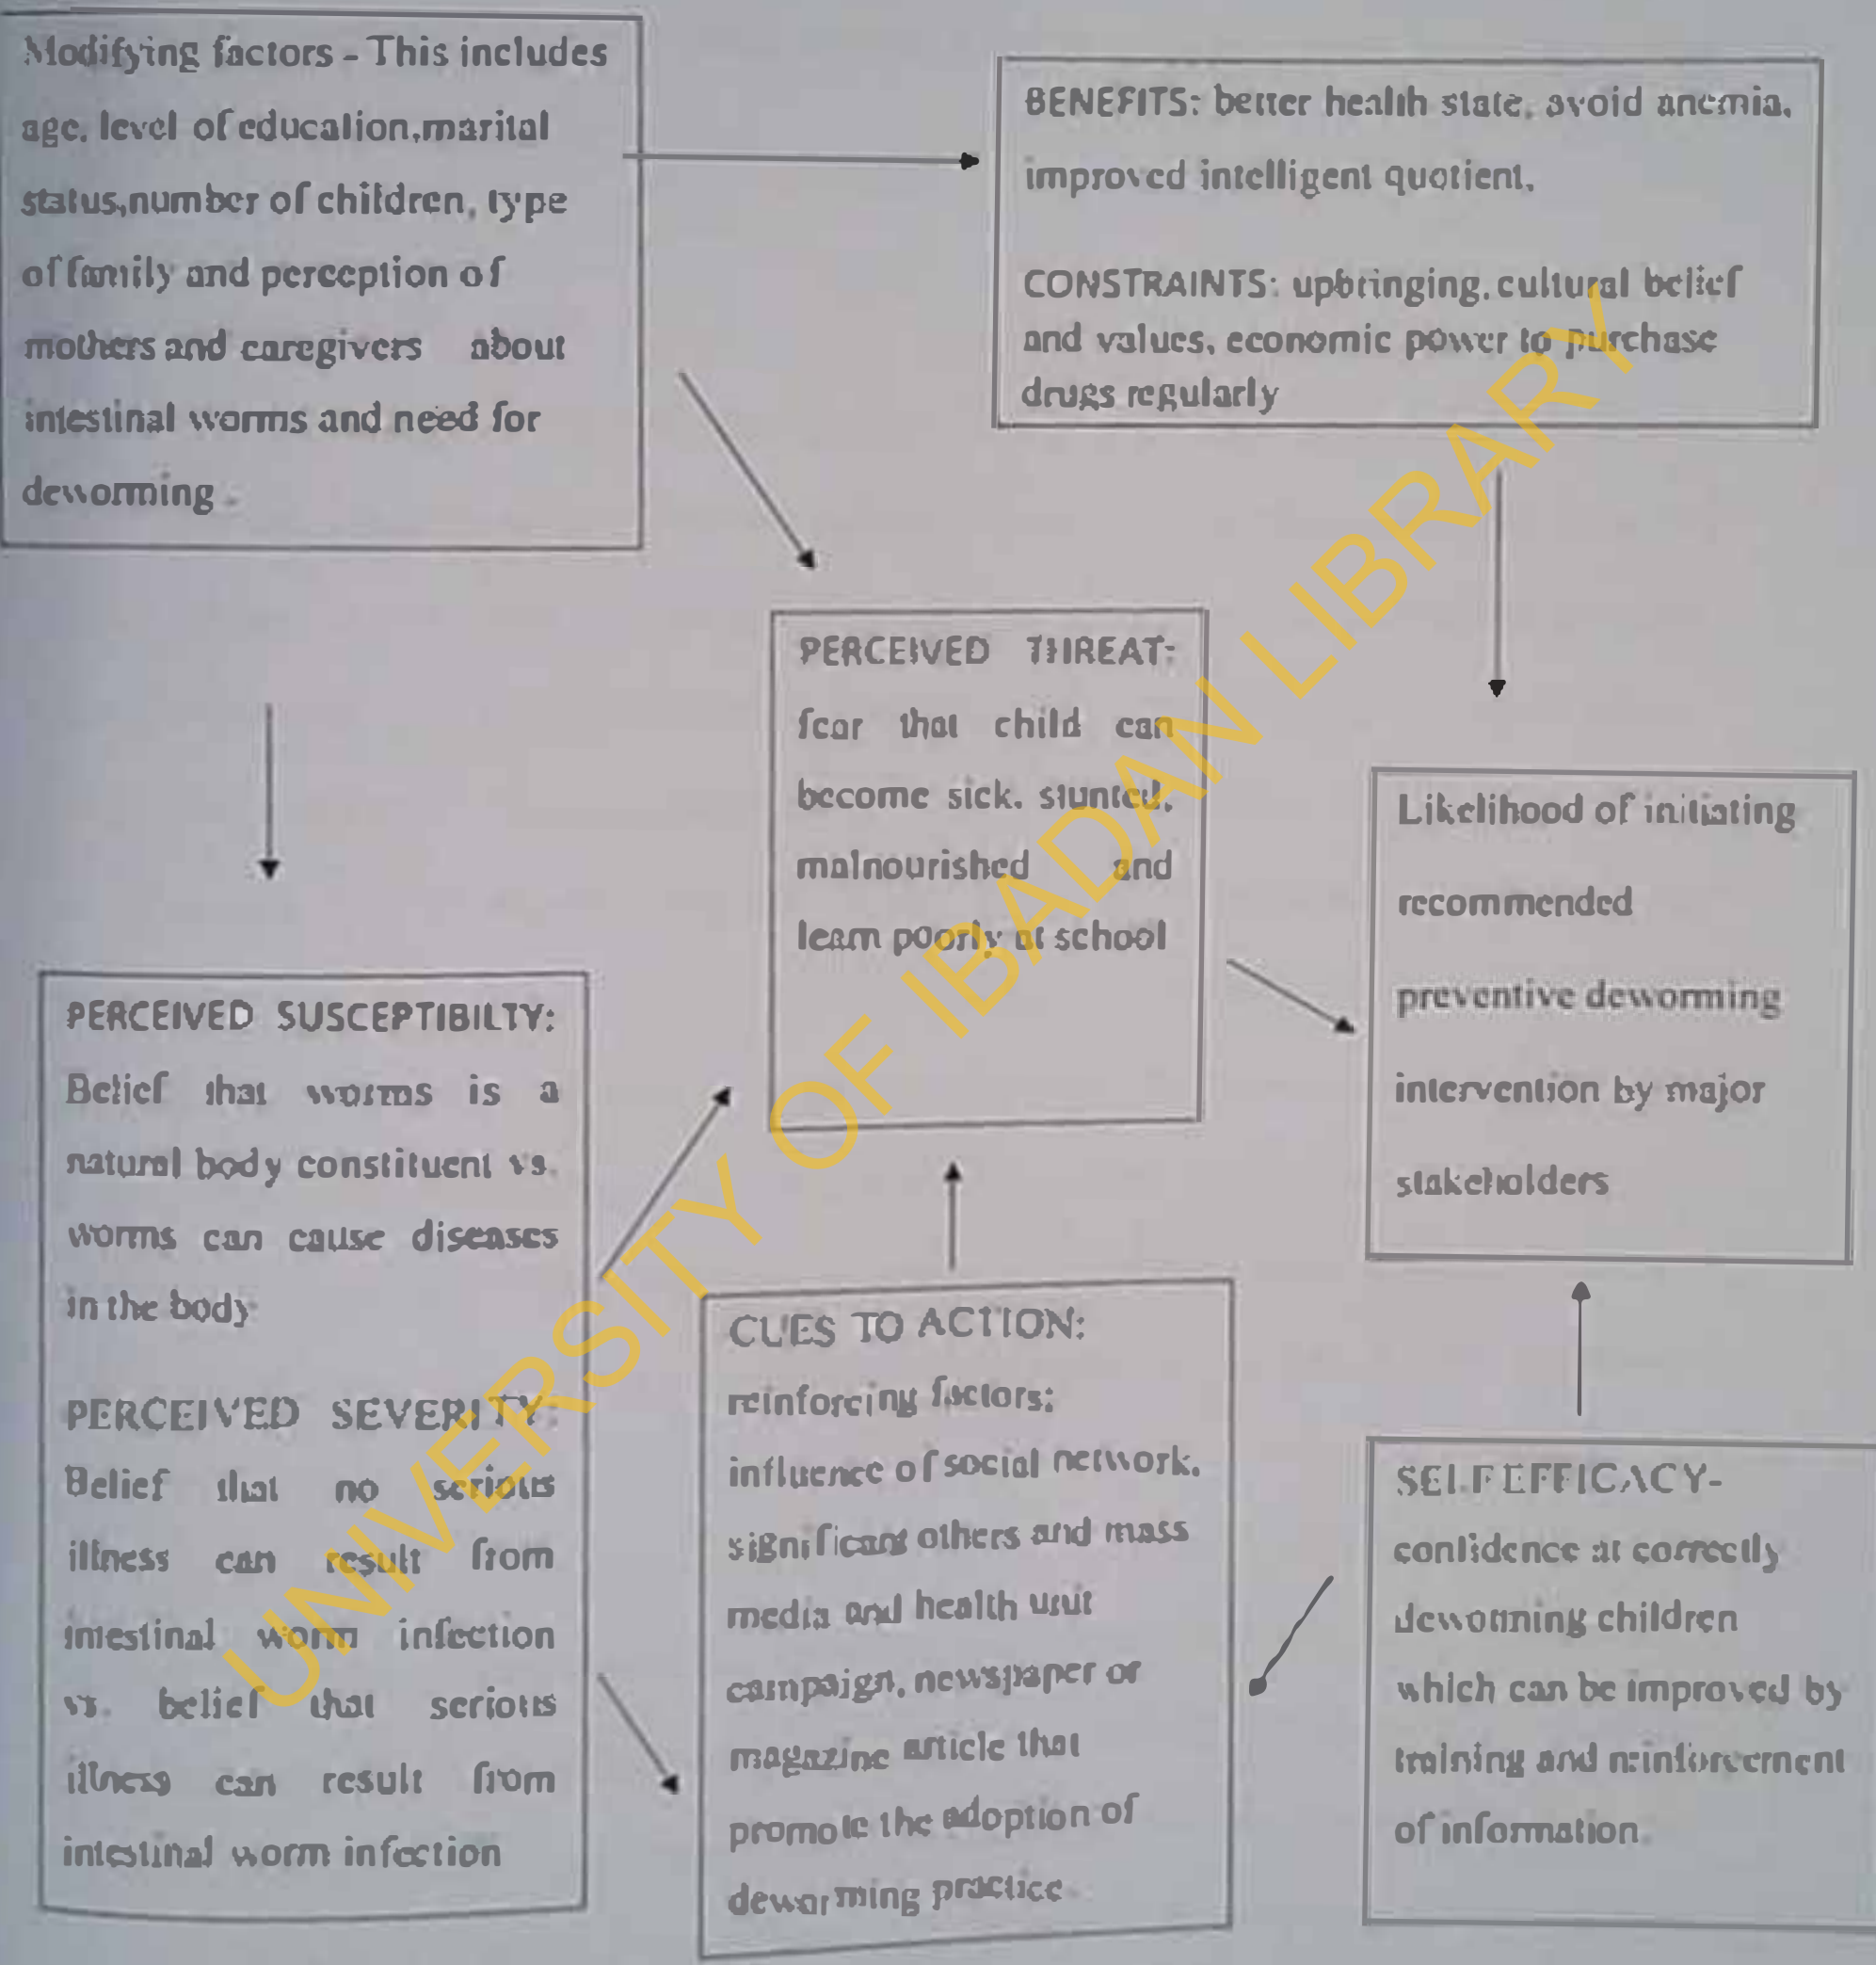 Modifying factors - This includes
age, level of education,marital
status,number of children, type
of family and perception of
mothers and caregivers about
intestinal worms and need for
deworming .
BENEFITS: better health state, avoid anemia,
improved intelligent quotient,
CONSTRAINTS: upbringing, cultural belief
and values, economic power to purchase
drugs regularly
PERCEIVED THREAT:
fear that child can
become sick, stunted,
malnourished and
learn poorly at school
Likelihood of initiating
recommended
preventive deworming
intervention by major
stakeholders
PERCEIVED SUSCEPTIBILTY:
Belief that worms is a
natural body constituent vs.
worms can cause diseases
in the body
PERCEIVED SEVERITY:
Belief that no serious
illness can result from
intestinal worm infection
vs. belief that serious
illness can result from
intestinal worm infection
CUES TO ACTION:
reinforcing factors:
influence of social network,
significant others and mass
media and health unit
campaign, newspaper or
magazine article that
promote the adoption of
deworming practice
SELF EFFICACY-
confidence at correctly
deworming children
which can be improved by
training and reinforcement
of information.
UNIVERSITY OF IBADAN LIBRARY